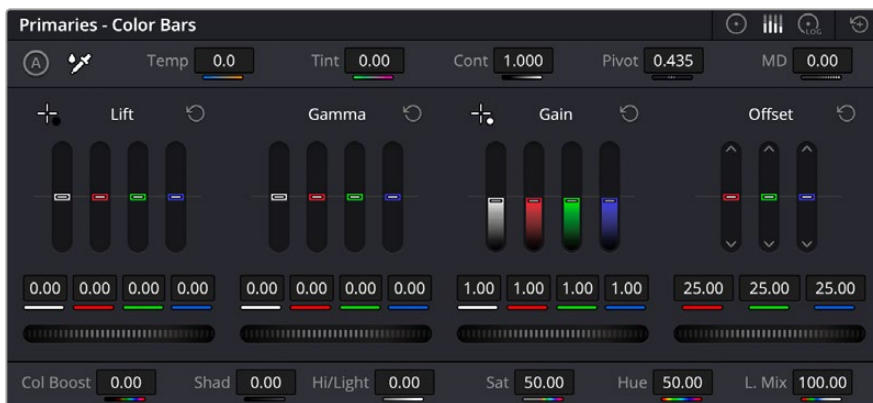 Primaries - Color Bars
LOG
A Temp 0.0 Tint 0.00 Cont 1.000 Pivot 0.435 MD 0.00
Lift Gamma Gain Offset
0.00 0.00 0.00 0.00 0.00 0.00 0.00 0.00 1.00 1.00 1.00 1.00 25.00 25.00 25.00
Col Boost 0.00 Shad 0.00 Hi/Light 0.00 Sat 50.00 Hue 50.00 L. Mix 100.00